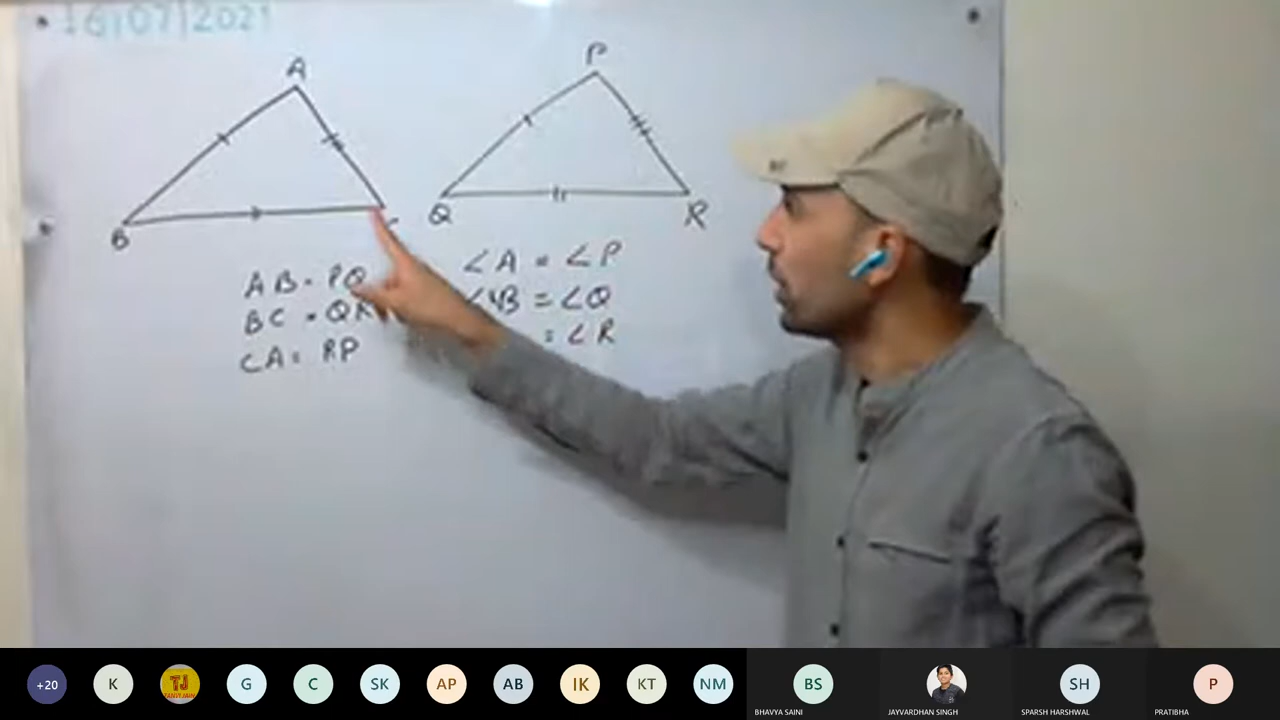 16/07/2021
A
P
B
Q
R
AB = PQ
BC = QR
CA = RP
∠A = ∠P
∠B = ∠Q
= ∠R
+20
K
TJ
G
C
SK
AP
AB
IK
KT
NM
BS
SH
P
BHAVYA SAINI
JAYVARDHAN SINGH
SPARSH HARSHWAL
PRATIBHA